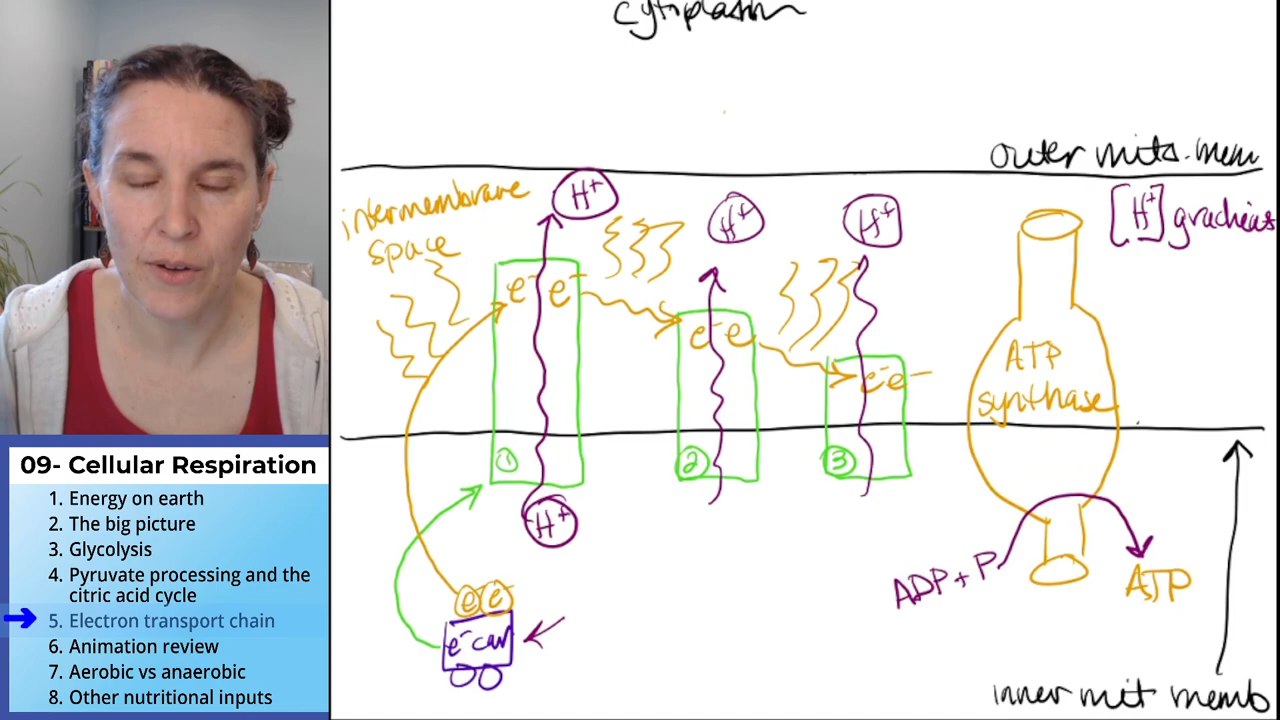 cytoplasm
outer mito. mem
intermembrane
space
H+
H+
H+
[H+] gradient
e- e-
e- e
e- e-
ATP
synthase
1
2
3
H+
ADP + P
ATP
e e-
e- car
inner mit memb
09- Cellular Respiration
1. Energy on earth
2. The big picture
3. Glycolysis
4. Pyruvate processing and the
citric acid cycle
5. Electron transport chain
6. Animation review
7. Aerobic vs anaerobic
8. Other nutritional inputs